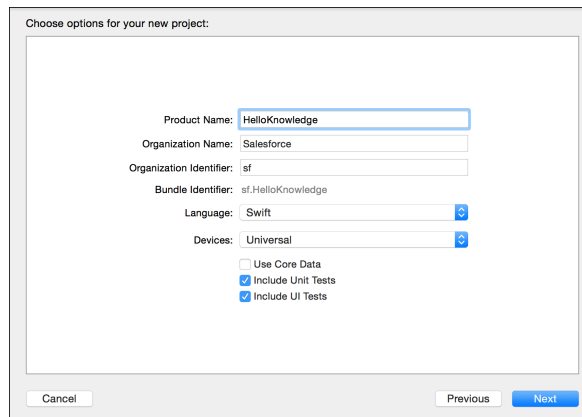 Choose options for your new project:
Product Name: HelloKnowledge
Organization Name: Salesforce
Organization Identifier: sf
Bundle Identifier: sf.HelloKnowledge
Language: Swift
Devices: Universal
Use Core Data
Include Unit Tests
Include UI Tests
Cancel Previous Next